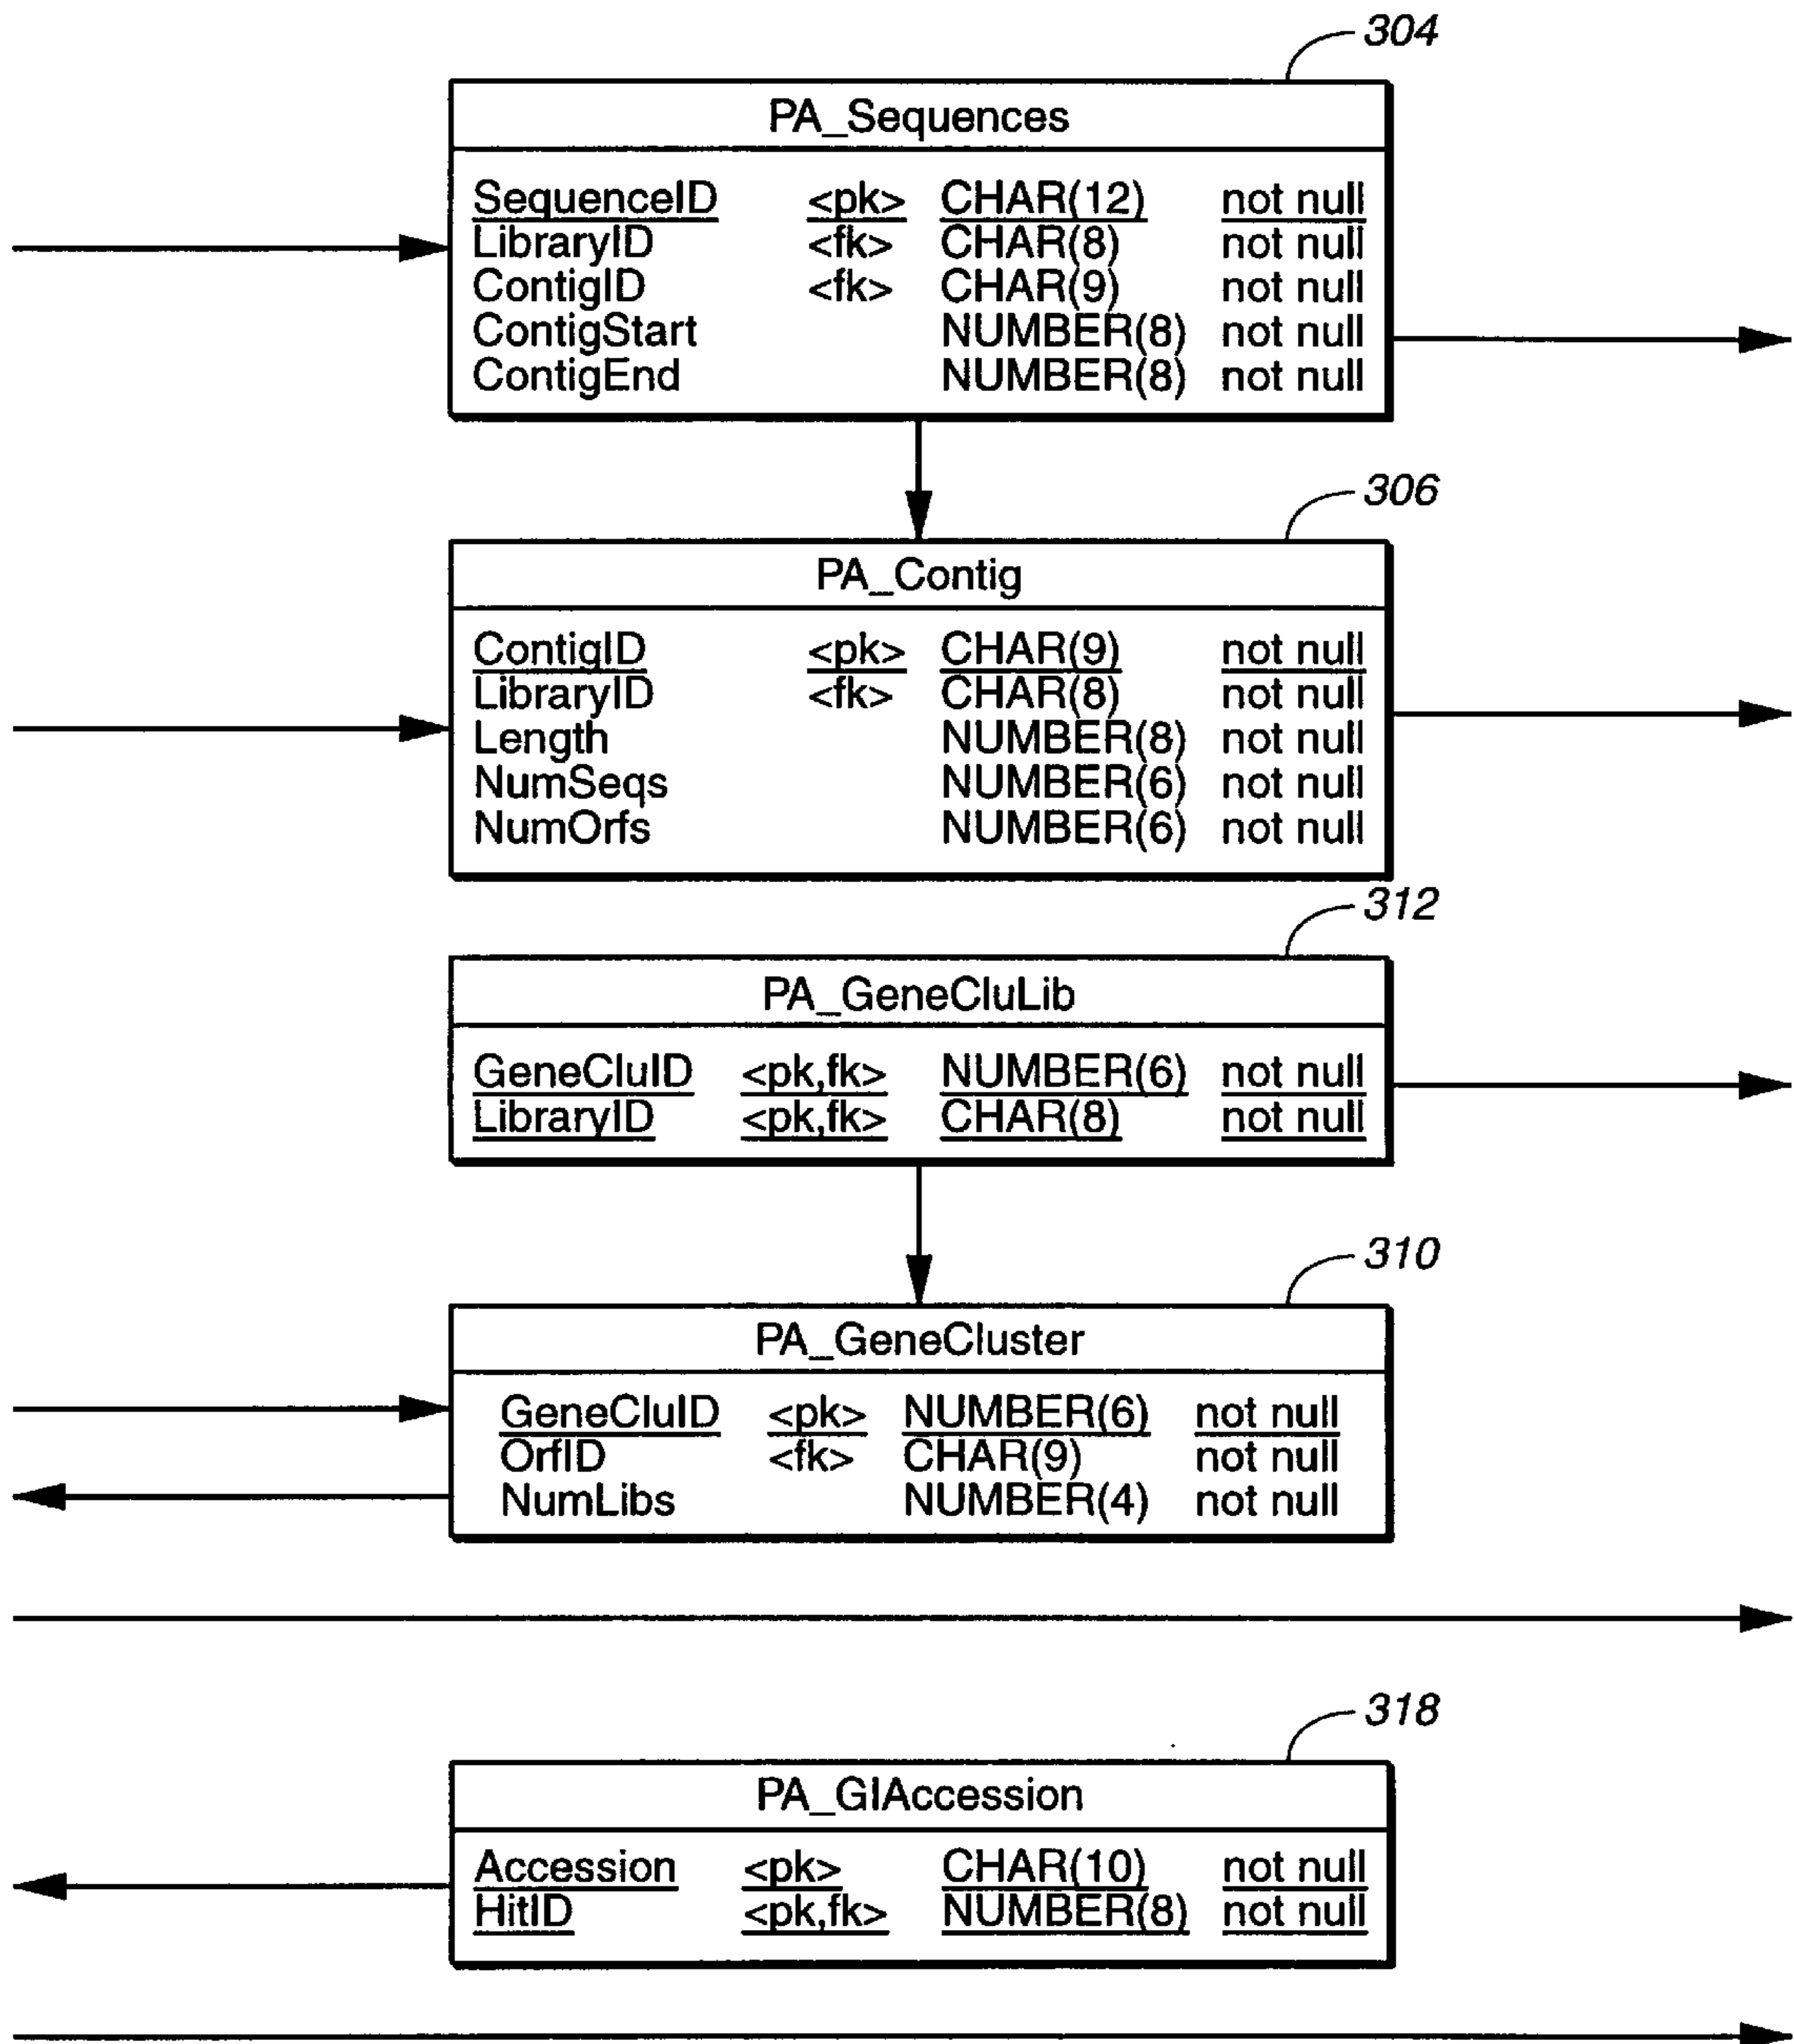 304
PA_Sequences
SequenceID <pk> CHAR(12) not null
LibraryID <fk> CHAR(8) not null
ContigID <fk> CHAR(9) not null
ContigStart NUMBER(8) not null
ContigEnd NUMBER(8) not null
306
PA_Contig
ContigID <pk> CHAR(9) not null
LibraryID <fk> CHAR(8) not null
Length NUMBER(8) not null
NumSeqs NUMBER(6) not null
NumOrfs NUMBER(6) not null
312
PA_GeneCluLib
GeneCluID <pk,fk> NUMBER(6) not null
LibraryID <pk,fk> CHAR(8) not null
310
PA_GeneCluster
GeneCluID <pk> NUMBER(6) not null
OrfID <fk> CHAR(9) not null
NumLibs NUMBER(4) not null
318
PA_GIAccession
Accession <pk> CHAR(10) not null
HitID <pk,fk> NUMBER(8) not null